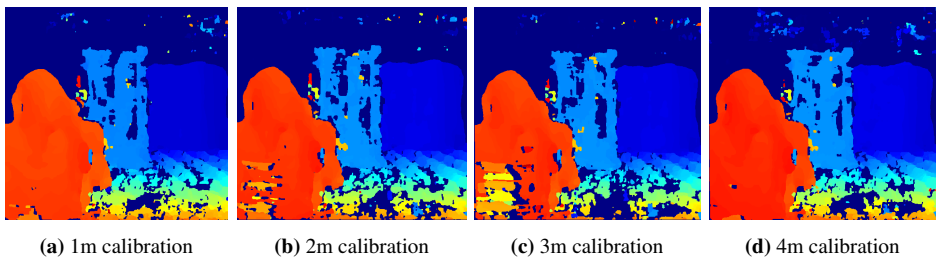 (a) 1m calibration
(b) 2m calibration
(c) 3m calibration
(d) 4m calibration